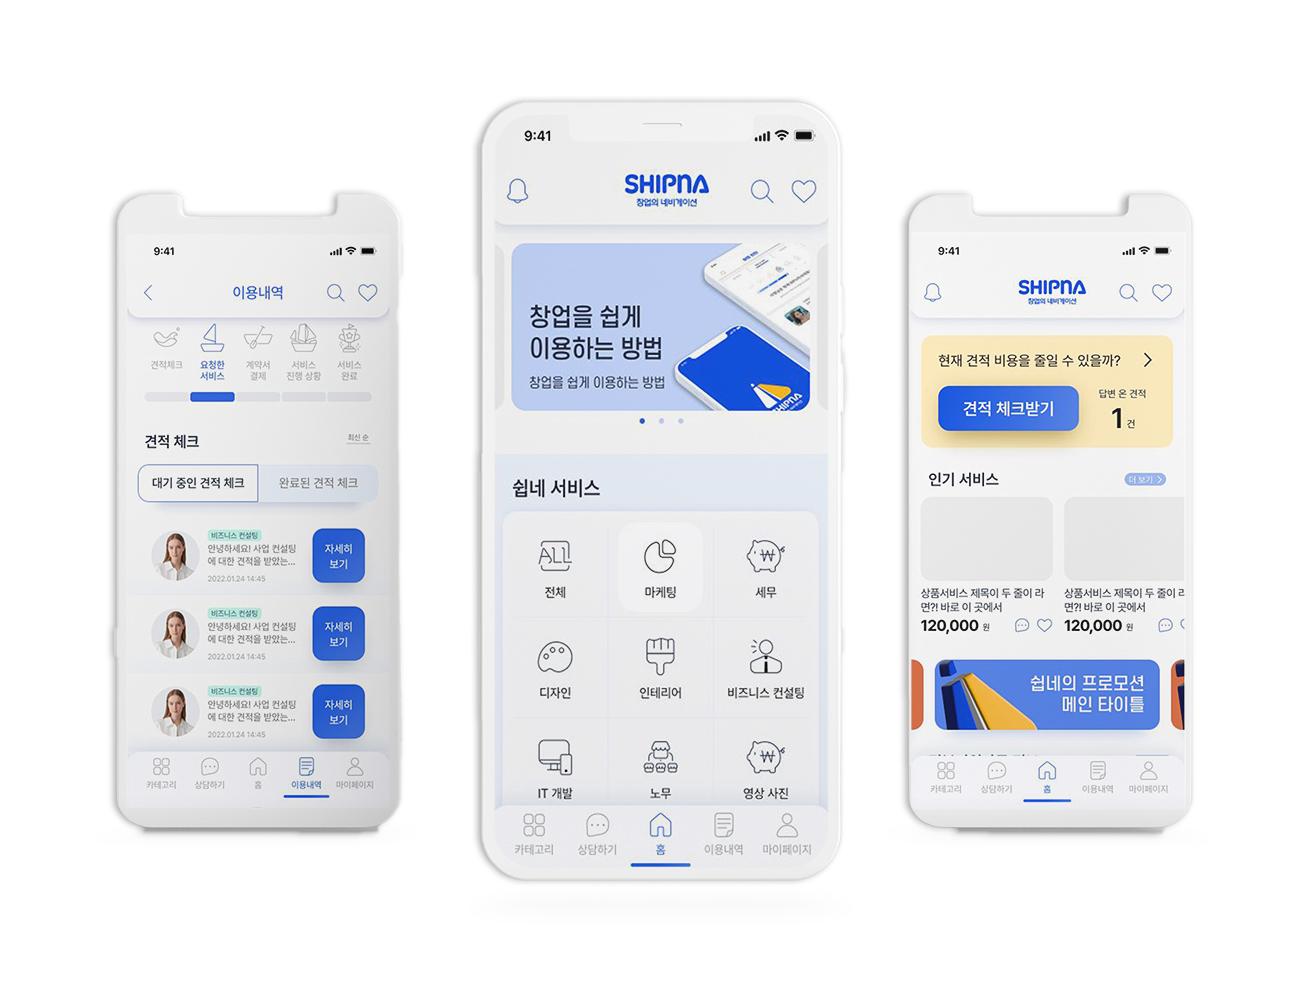 9:41
이용내역
견적체크
요청한
서비스
계약서
결제
서비스
진행 상황
서비스
완료
견적 체크
최신 순
대기 중인 견적 체크
완료된 견적 체크
비즈니스 컨설팅
안녕하세요! 사업 컨설팅
에 대한 견적을 받았는...
2022.01.24 14:45
자세히
보기
비즈니스 컨설팅
안녕하세요! 사업 컨설팅
에 대한 견적을 받았는...
2022.01.24 14:45
자세히
보기
비즈니스 컨설팅
안녕하세요! 사업 컨설팅
에 대한 견적을 받았는...
2022.01.24 14:45
자세히
보기
카테고리
상담하기
홈
이용내역
마이페이지
9:41
SHIPNA
창업의 네비게이션
창업을 쉽게
이용하는 방법
창업을 쉽게 이용하는 방법
SHIPNA
쉽네 서비스
ALL
전체
마케팅
세무
디자인
인테리어
비즈니스 컨설팅
IT 개발
노무
영상 사진
카테고리
상담하기
홈
이용내역
마이페이지
9:41
SHIPNA
창업의 네비게이션
현재 견적 비용을 줄일 수 있을까?
견적 체크받기
답변 온 견적
1 건
인기 서비스
더 보기
상품서비스 제목이 두 줄이 라
면?! 바로 이 곳에서
120,000 원
상품서비스 제목이 두 줄이 라
면?! 바로 이 곳에서
120,000 원
쉽네의 프로모션
메인 타이틀
카테고리
상담하기
홈
이용내역
마이페이지